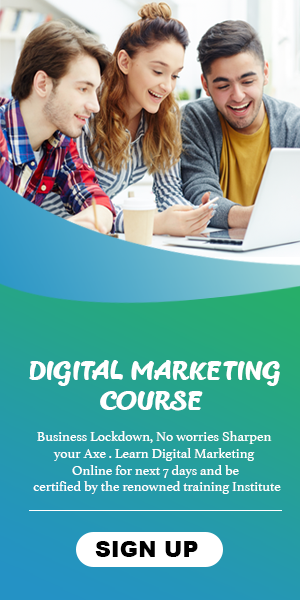 DIGITAL MARKETING
COURSE
Business Lockdown, No worries Sharpen
your Axe . Learn Digital Marketing
Online for next 7 days and be
certified by the renowned training Institute
SIGN UP